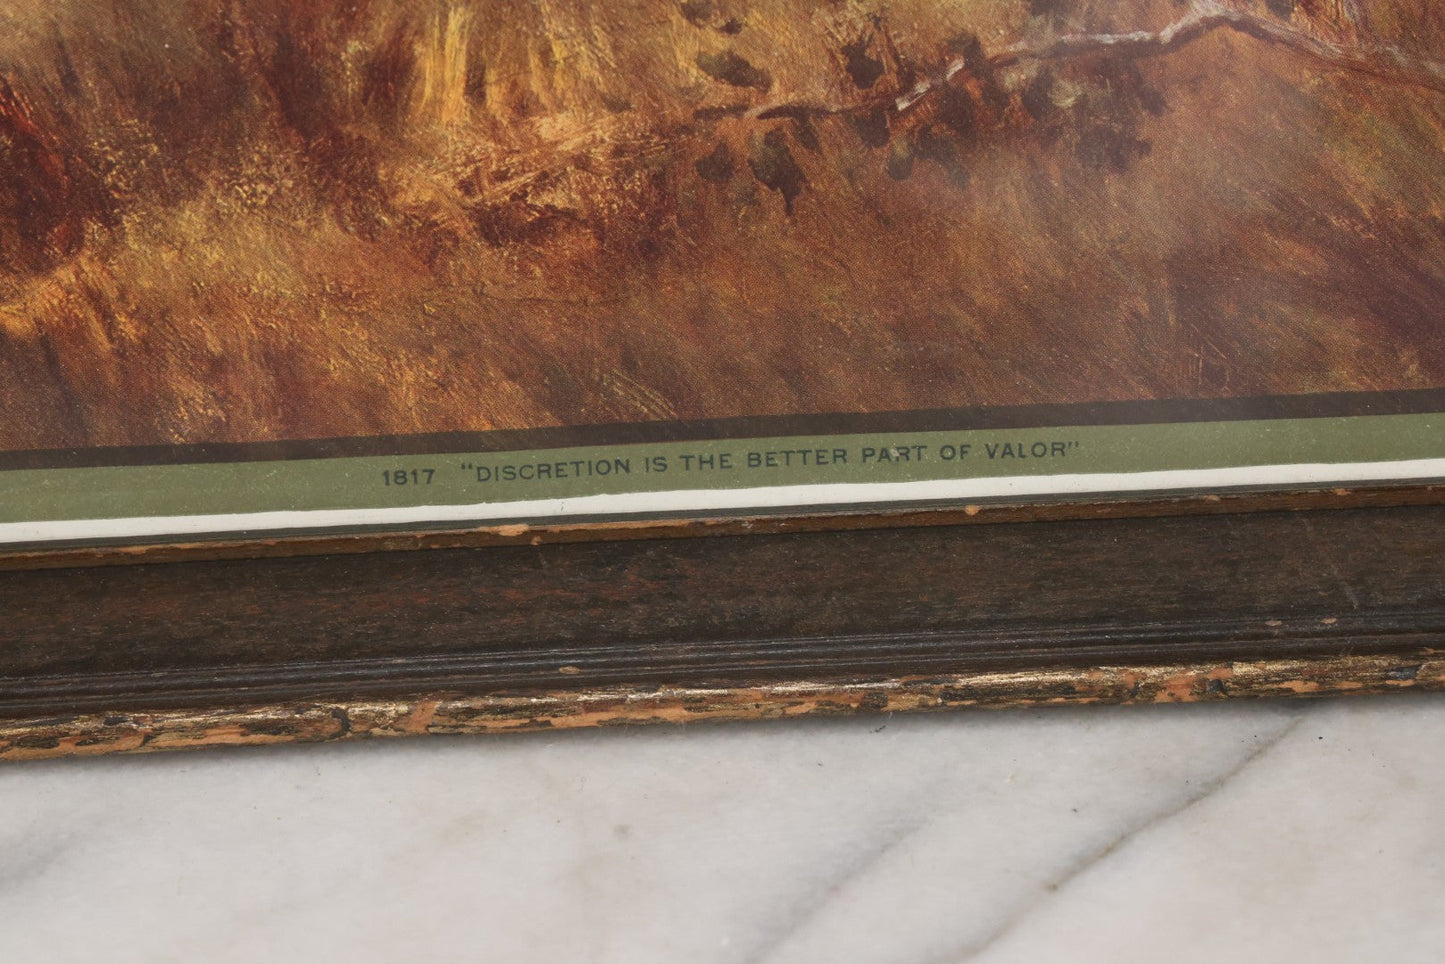 1817 "DISCRETION IS THE BETTER PART OF VALOR"